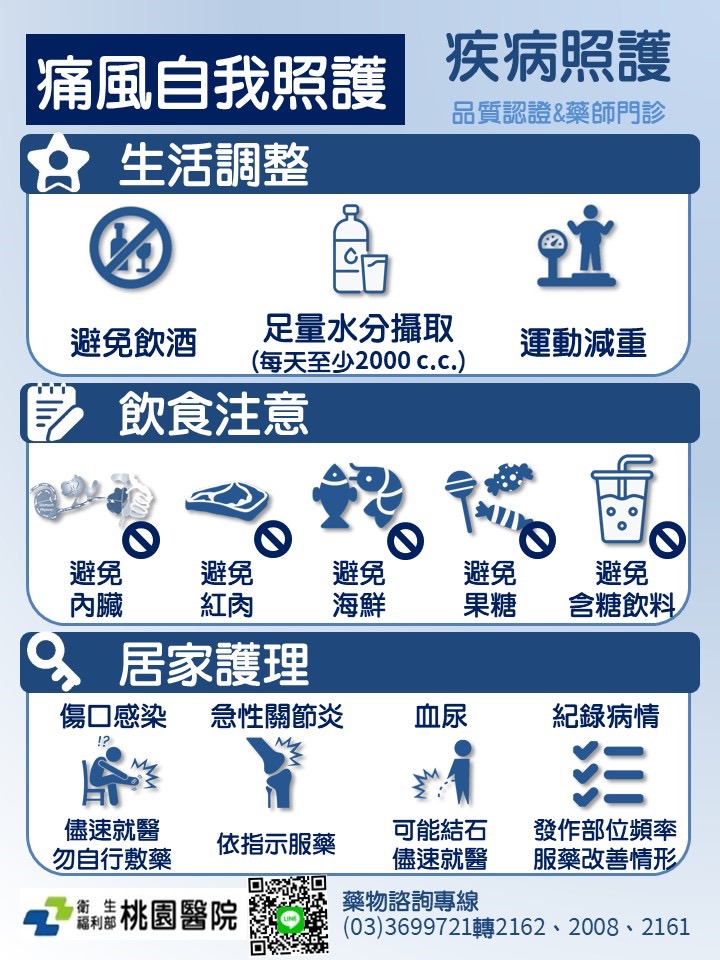 痛風自我照護
疾病照護
品質認證&藥師門診
生活調整
避免飲酒
足量水分攝取
(每天至少2000 c.c.)
運動減重
飲食注意
避免
內臟
避免
紅肉
避免
海鮮
避免
果糖
避免
含糖飲料
居家護理
傷口感染
!?
儘速就醫
勿自行敷藥
急性關節炎
依指示服藥
血尿
可能結石
儘速就醫
紀錄病情
發作部位頻率
服藥改善情形
衛生
福利部
桃園醫院
LINE
藥物諮詢專線
(03)3699721轉2162、2008、2161